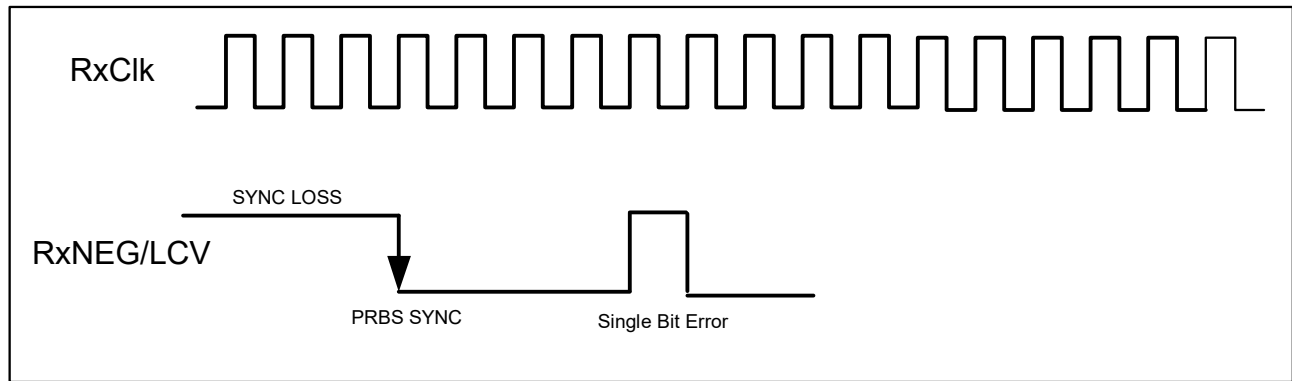 RxClk
SYNC LOSS
RxNEG/LCV
PRBS SYNC
Single Bit Error